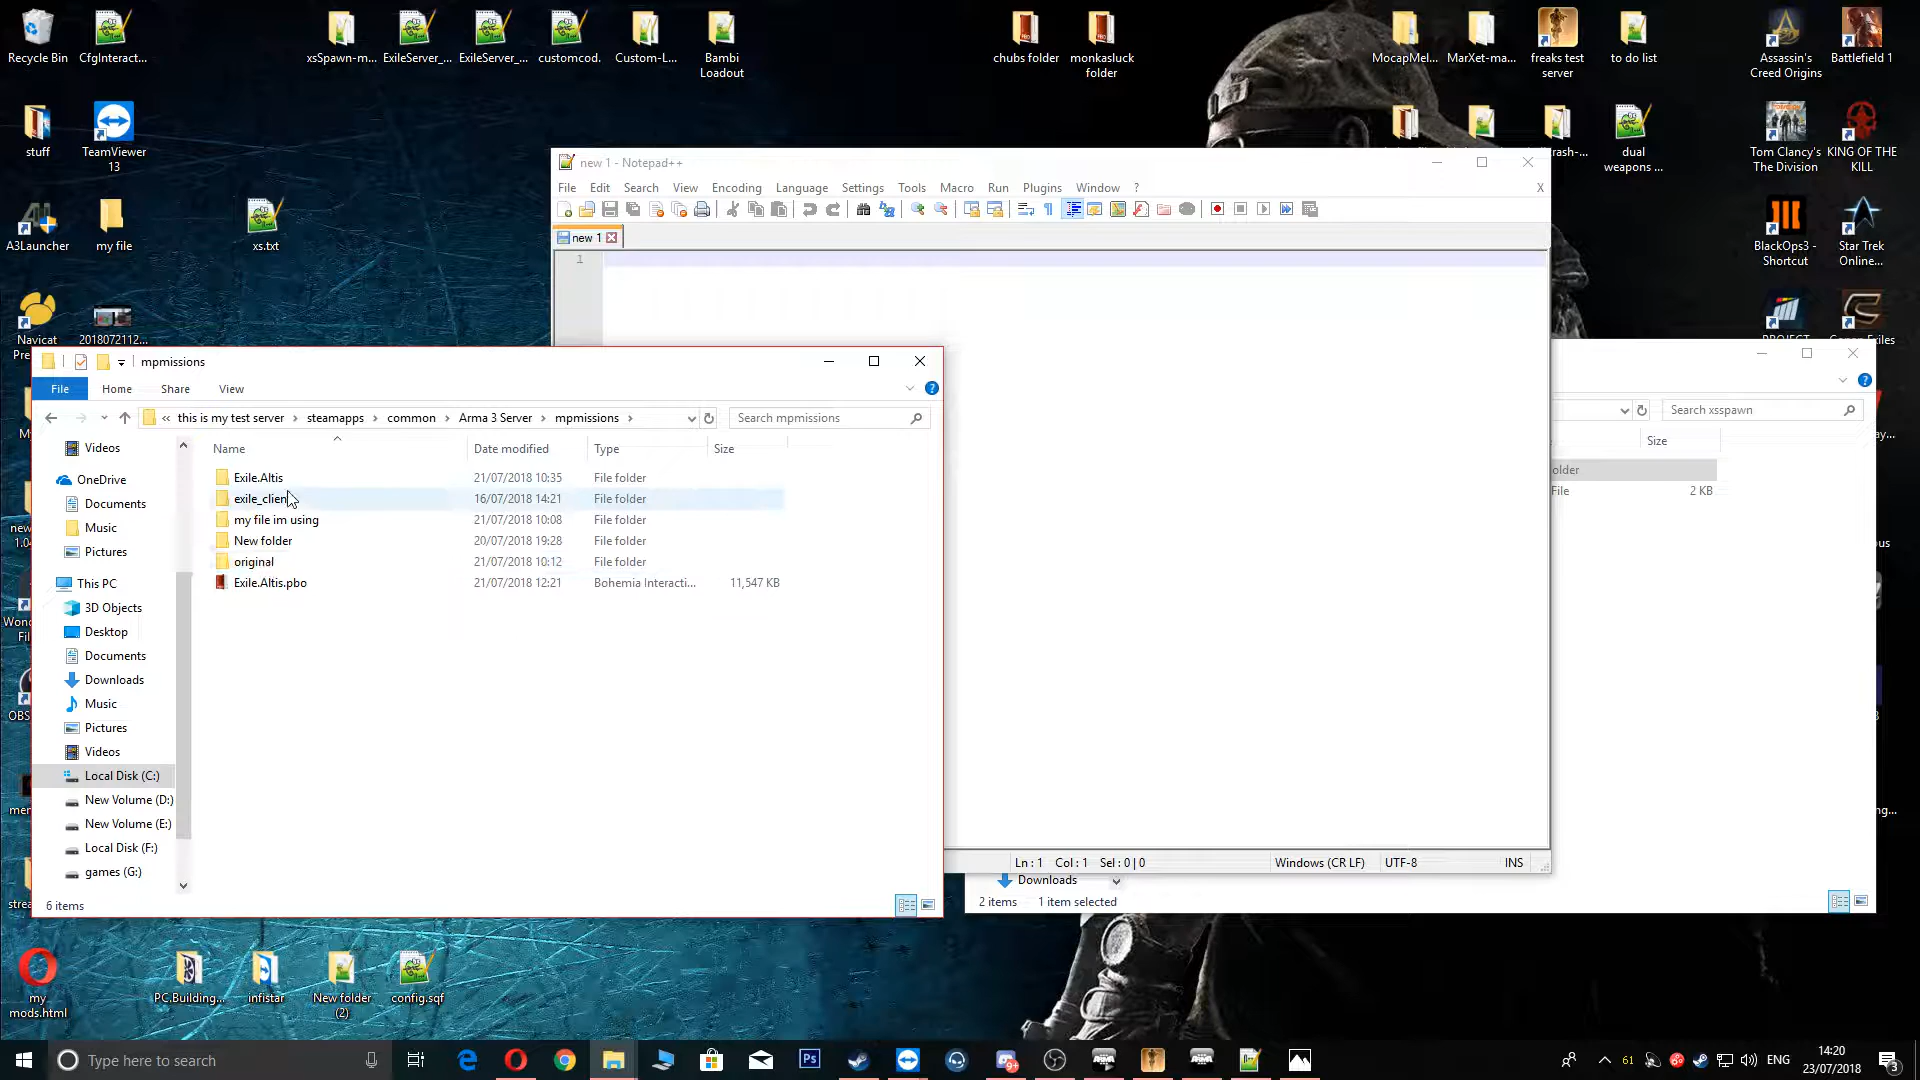 Recycle Bin
CfgInteract...
xsSpawn-m...
ExileServer_...
ExileServer_...
customcod.
Custom-L...
Bambi
Loadout
chubs folder
monkasluck
folder
MocapMel...
MarXet-ma...
freaks test
server
to do list
Assassin's
Creed Origins
Battlefield 1
stuff
TeamViewer
13
rash-...
dual
weapons ...
Tom Clancy's
The Division
KING OF THE
KILL
A3Launcher
my file
xs.txt
BlackOps3 -
Shortcut
Star Trek
Online...
Navicat
Pre
2018072112...
new 1 - Notepad++
File Edit Search View Encoding Language Settings Tools Macro Run Plugins Window ? X
new 1
1
mpmissions
File Home Share View
« this is my test server > steamapps > common > Arma 3 Server > mpmissions >
Search mpmissions
Name Date modified Type Size
Exile.Altis 21/07/2018 10:35 File folder
exile_clien 16/07/2018 14:21 File folder
my file im using 21/07/2018 10:08 File folder
New folder 20/07/2018 19:28 File folder
original 21/07/2018 10:12 File folder
Exile.Altis.pbo 21/07/2018 12:21 Bohemia Interacti... 11,547 KB
Videos
OneDrive
Documents
Music
Pictures
This PC
3D Objects
Desktop
Documents
Downloads
Music
Pictures
Videos
Local Disk (C:)
New Volume (D:)
New Volume (E:)
Local Disk (F:)
games (G:)
6 items
Search xsspawn
Size
older
File 2 KB
Ln : 1 Col : 1 Sel : 0 | 0
Windows (CR LF) UTF-8 INS
Downloads
2 items 1 item selected
my
mods.html
PC.Building...
infistar
New folder
(2)
config.sqf
Type here to search
Ps
61
ENG
14:20
23/07/2018
3